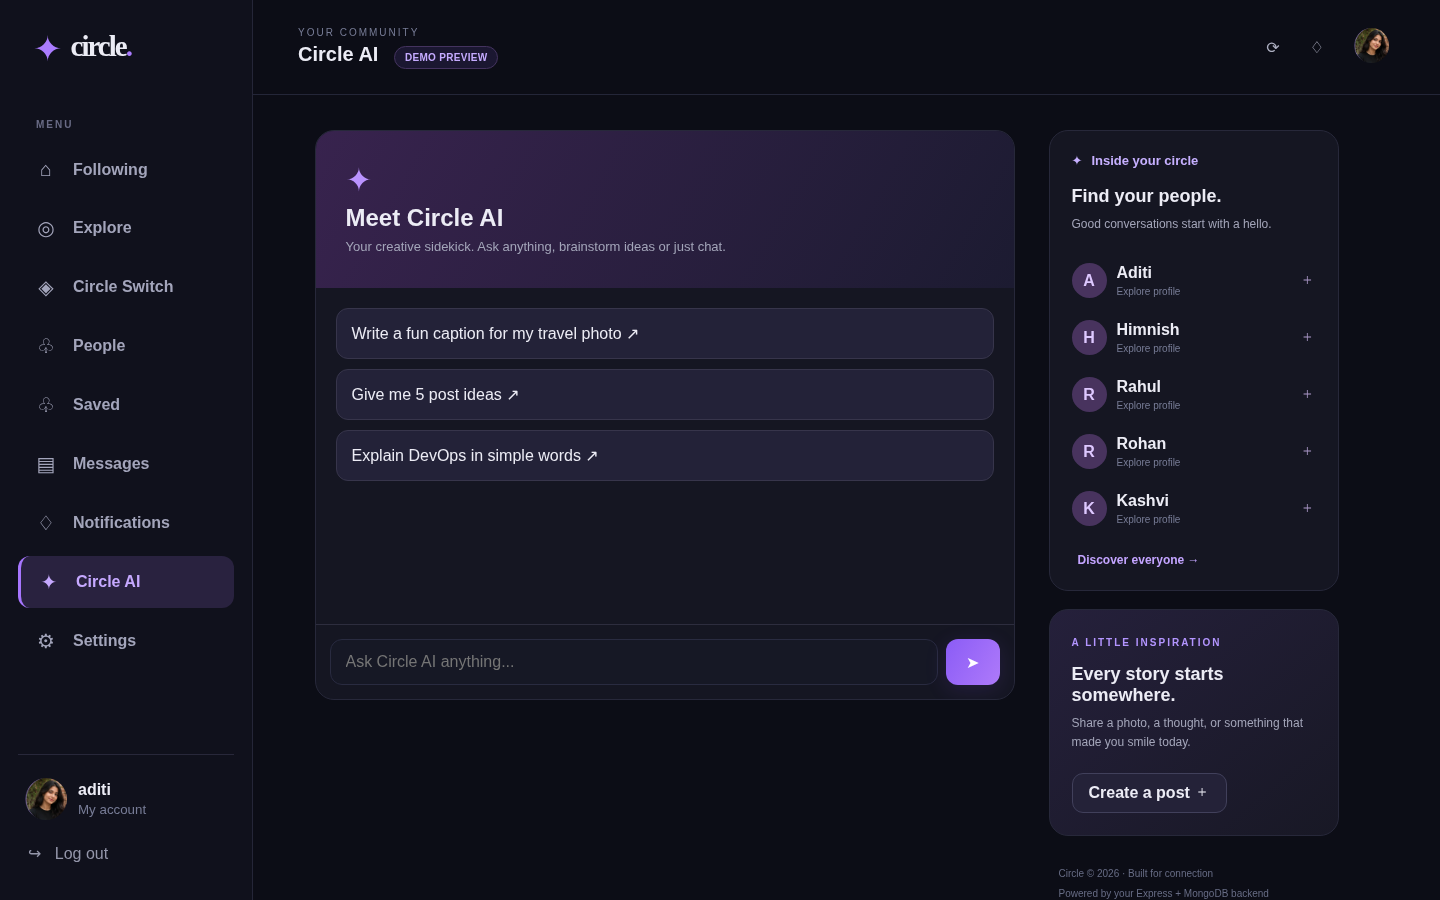 circle.
MENU
Following
Explore
Circle Switch
People
Saved
Messages
Notifications
Circle AI
Settings
aditi
My account
Log out
YOUR COMMUNITY
Circle AI DEMO PREVIEW
Meet Circle AI
Your creative sidekick. Ask anything, brainstorm ideas or just chat.
Write a fun caption for my travel photo ↗
Give me 5 post ideas ↗
Explain DevOps in simple words ↗
Ask Circle AI anything...
Inside your circle
Find your people.
Good conversations start with a hello.
A Aditi +
Explore profile
H Himnish +
Explore profile
R Rahul +
Explore profile
R Rohan +
Explore profile
K Kashvi +
Explore profile
Discover everyone →
A LITTLE INSPIRATION
Every story starts
somewhere.
Share a photo, a thought, or something that
made you smile today.
Create a post +
Circle © 2026 · Built for connection
Powered by your Express + MongoDB backend